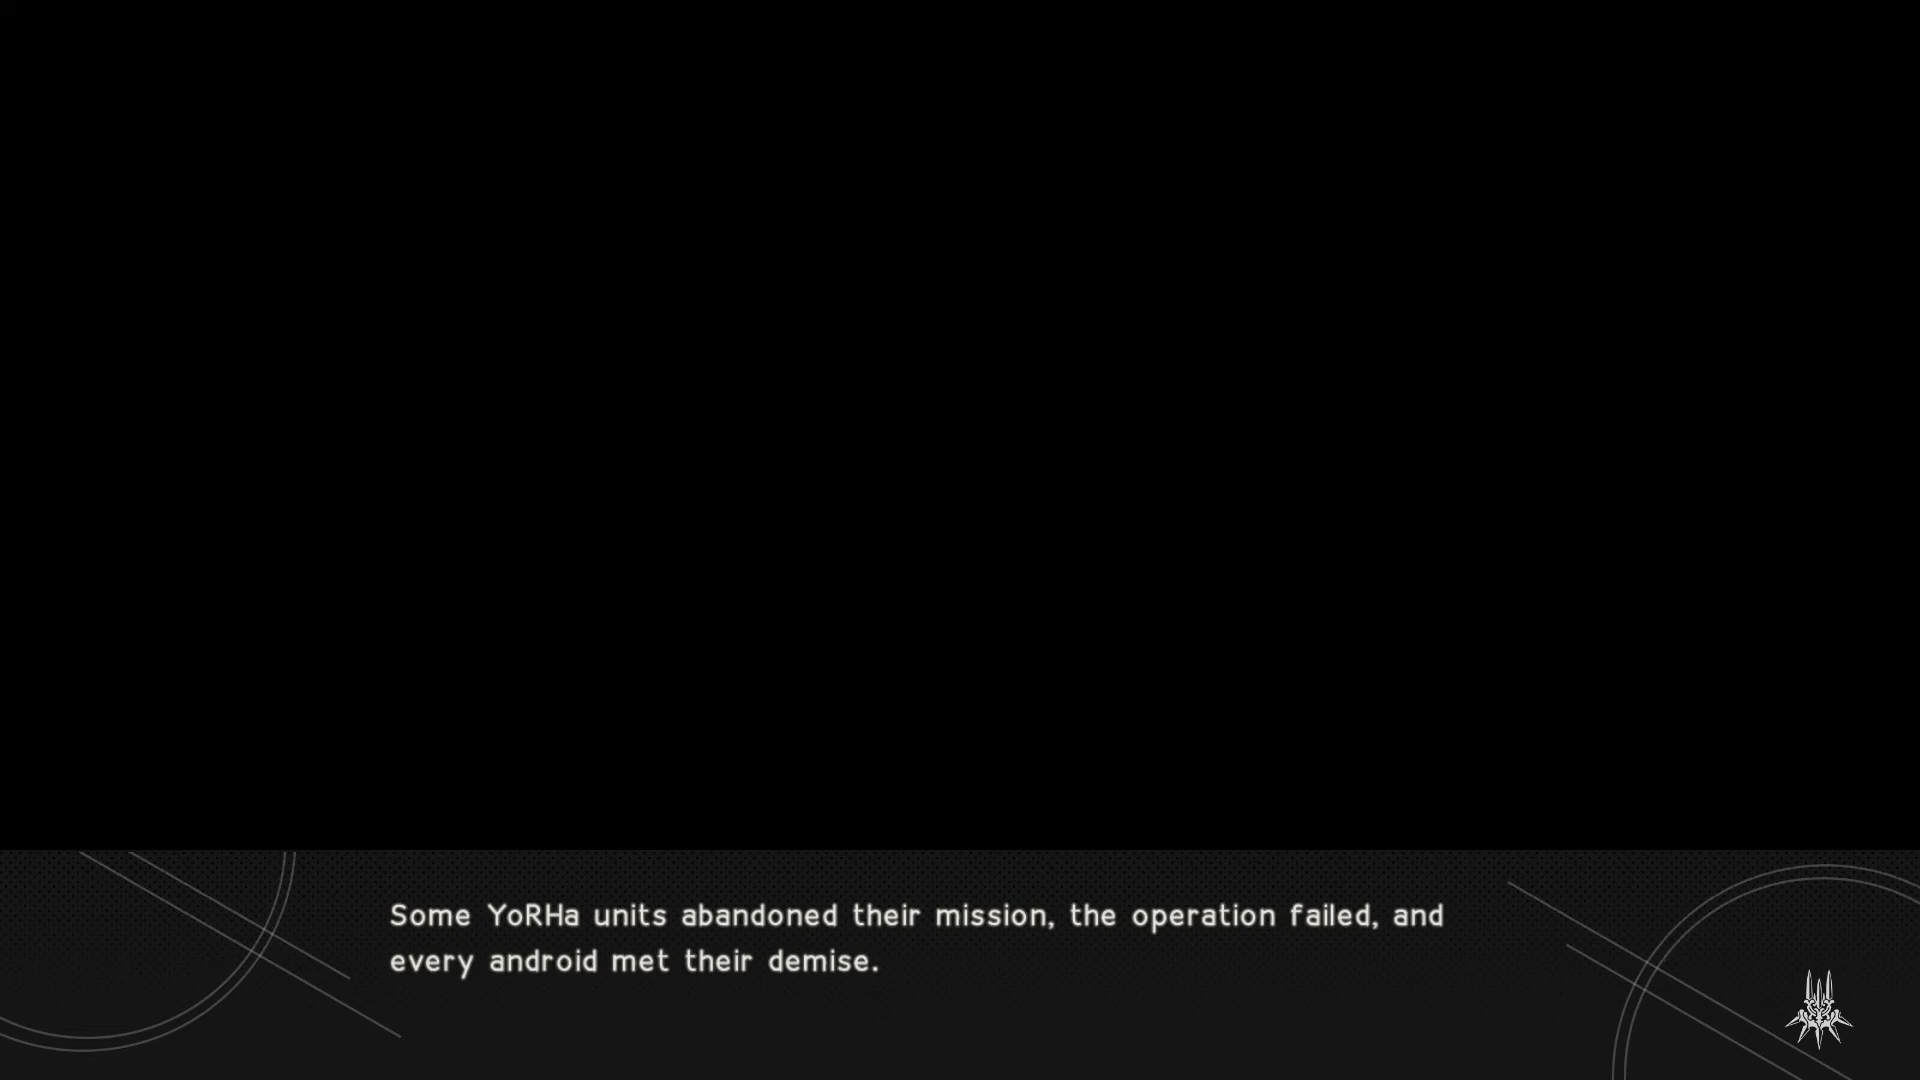 Some YoRHa units abandoned their mission, the operation failed, and
every android met their demise.